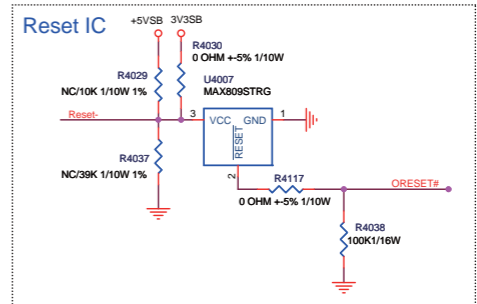 Reset IC
+5VSB
3V3SB
R4030
0 OHM +-5% 1/10W
R4029
NC/10K 1/10W 1%
U4007
MAX809STRG
Reset-
3
VCC
GND
1
RESET
2
R4037
NC/39K 1/10W 1%
R4117
0 OHM +-5% 1/10W
ORESET#
R4038
100K1/16W